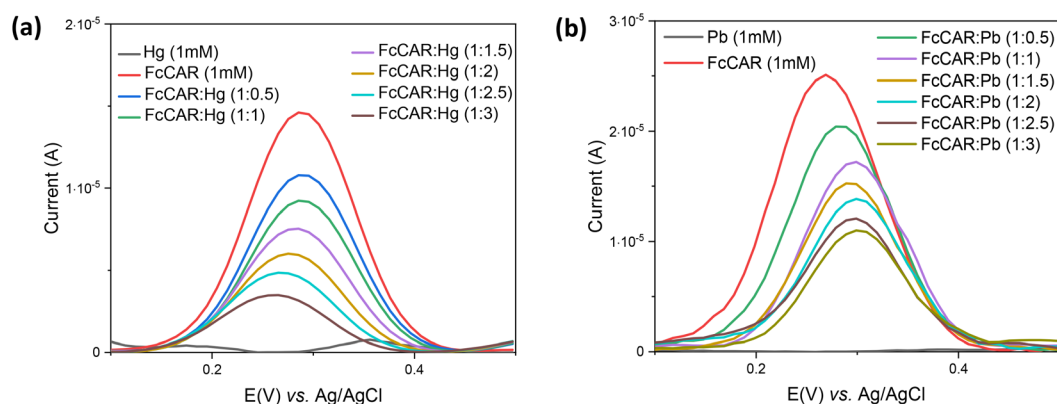 (a)
2·10⁻⁵
Hg (1mM)
FcCAR (1mM)
FcCAR:Hg (1:0.5)
FcCAR:Hg (1:1)
FcCAR:Hg (1:1.5)
FcCAR:Hg (1:2)
FcCAR:Hg (1:2.5)
FcCAR:Hg (1:3)
Current (A)
1·10⁻⁵
0
0.2
0.4
E(V) vs. Ag/AgCl
(b)
3·10⁻⁵
Pb (1mM)
FcCAR (1mM)
FcCAR:Pb (1:0.5)
FcCAR:Pb (1:1)
FcCAR:Pb (1:1.5)
FcCAR:Pb (1:2)
FcCAR:Pb (1:2.5)
FcCAR:Pb (1:3)
Current (A)
2·10⁻⁵
1·10⁻⁵
0
0.2
0.4
E(V) vs. Ag/AgCl